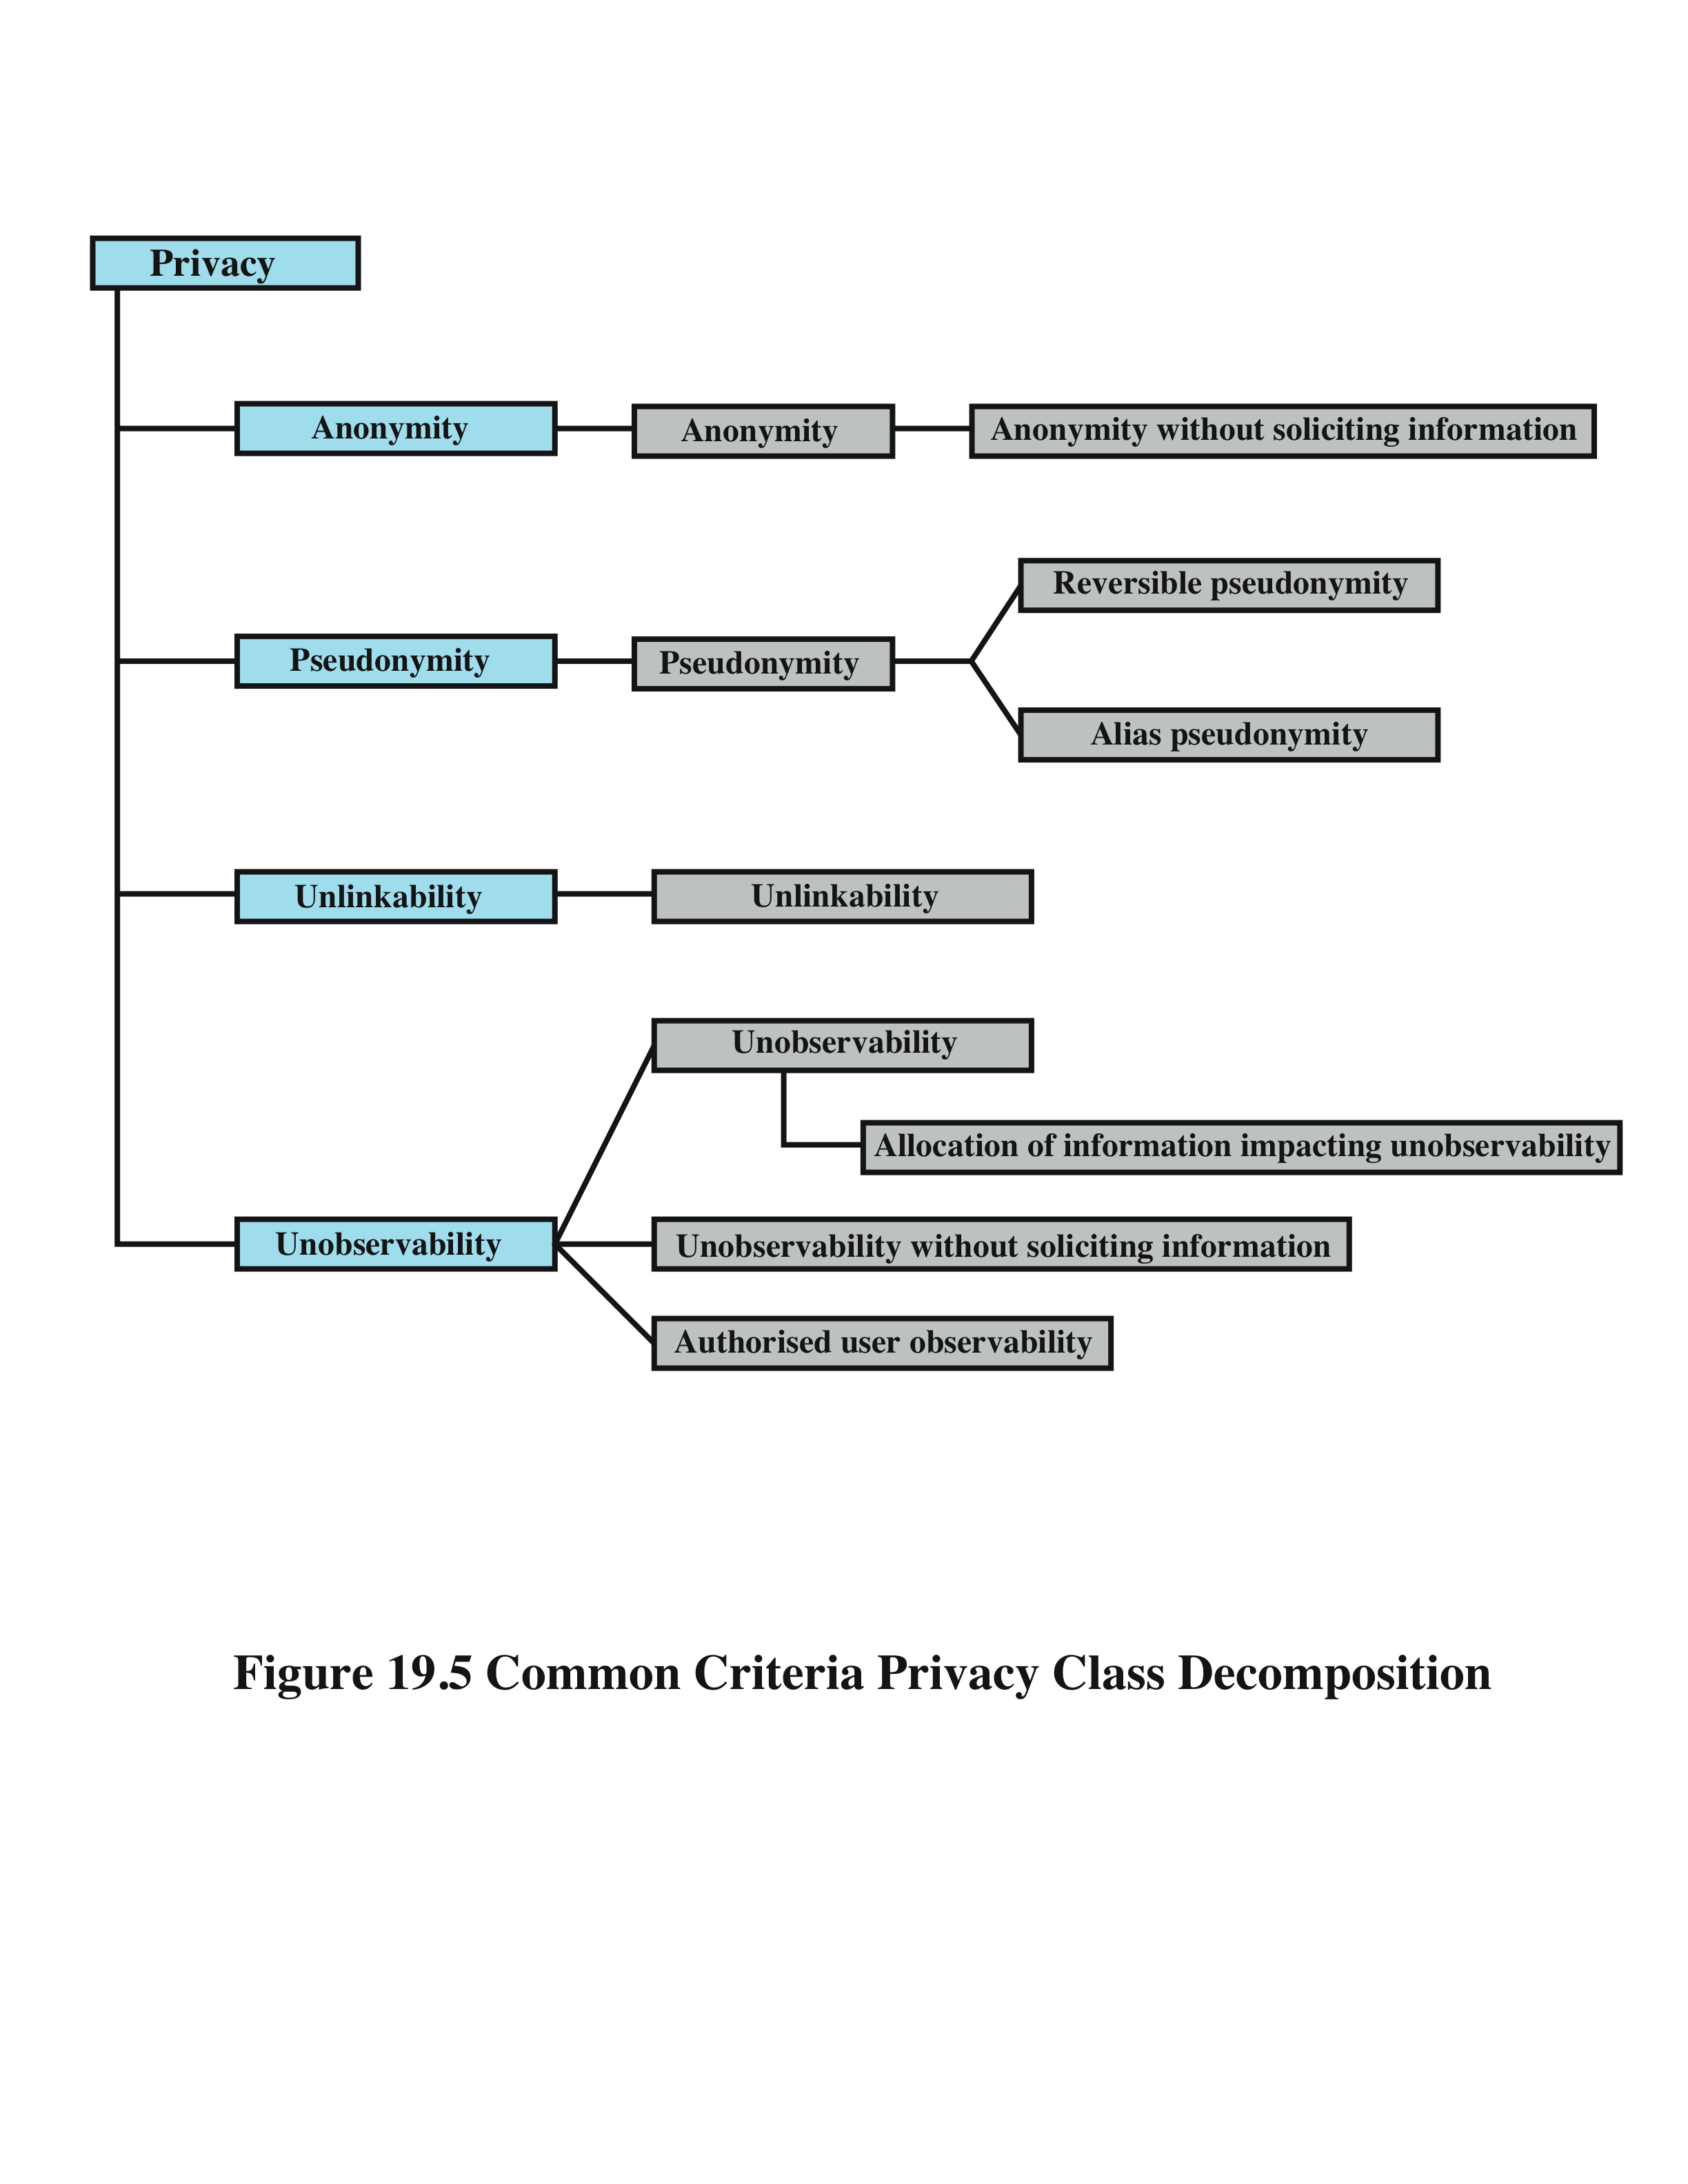 Privacy
Anonymity
Anonymity
Anonymity without soliciting information
Reversible pseudonymity
Pseudonymity
Pseudonymity
Alias pseudonymity
Unlinkability
Unlinkability
Unobservability
Allocation of information impacting unobservability
Unobservability
Unobservability without soliciting information
Authorised user observability
Figure 19.5 Common Criteria Privacy Class Decomposition